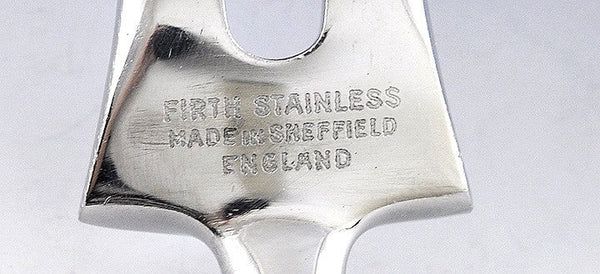 FIRTH STAINLESS
MADE IN SHEFFIELD
ENGLAND